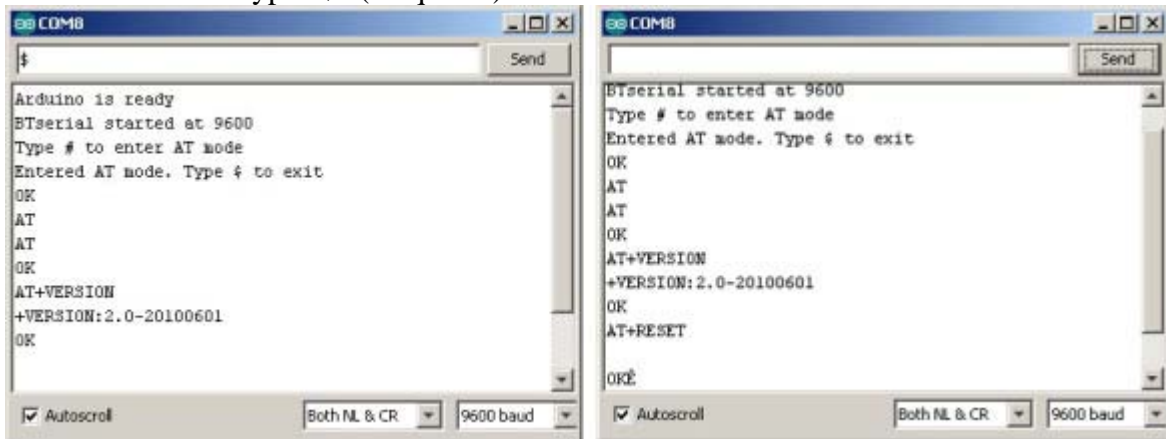 COM8
$
Send
Arduino is ready
BTserial started at 9600
Type # to enter AT mode
Entered AT mode. Type $ to exit
OK
AT
AT
OK
AT+VERSION
+VERSION:2.0-20100601
OK
Autoscroll
Both NL & CR
9600 baud
COM8
Send
BTserial started at 9600
Type # to enter AT mode
Entered AT mode. Type $ to exit
OK
AT
AT
OK
AT+VERSION
+VERSION:2.0-20100601
OK
AT+RESET
OKÊ
Autoscroll
Both NL & CR
9600 baud